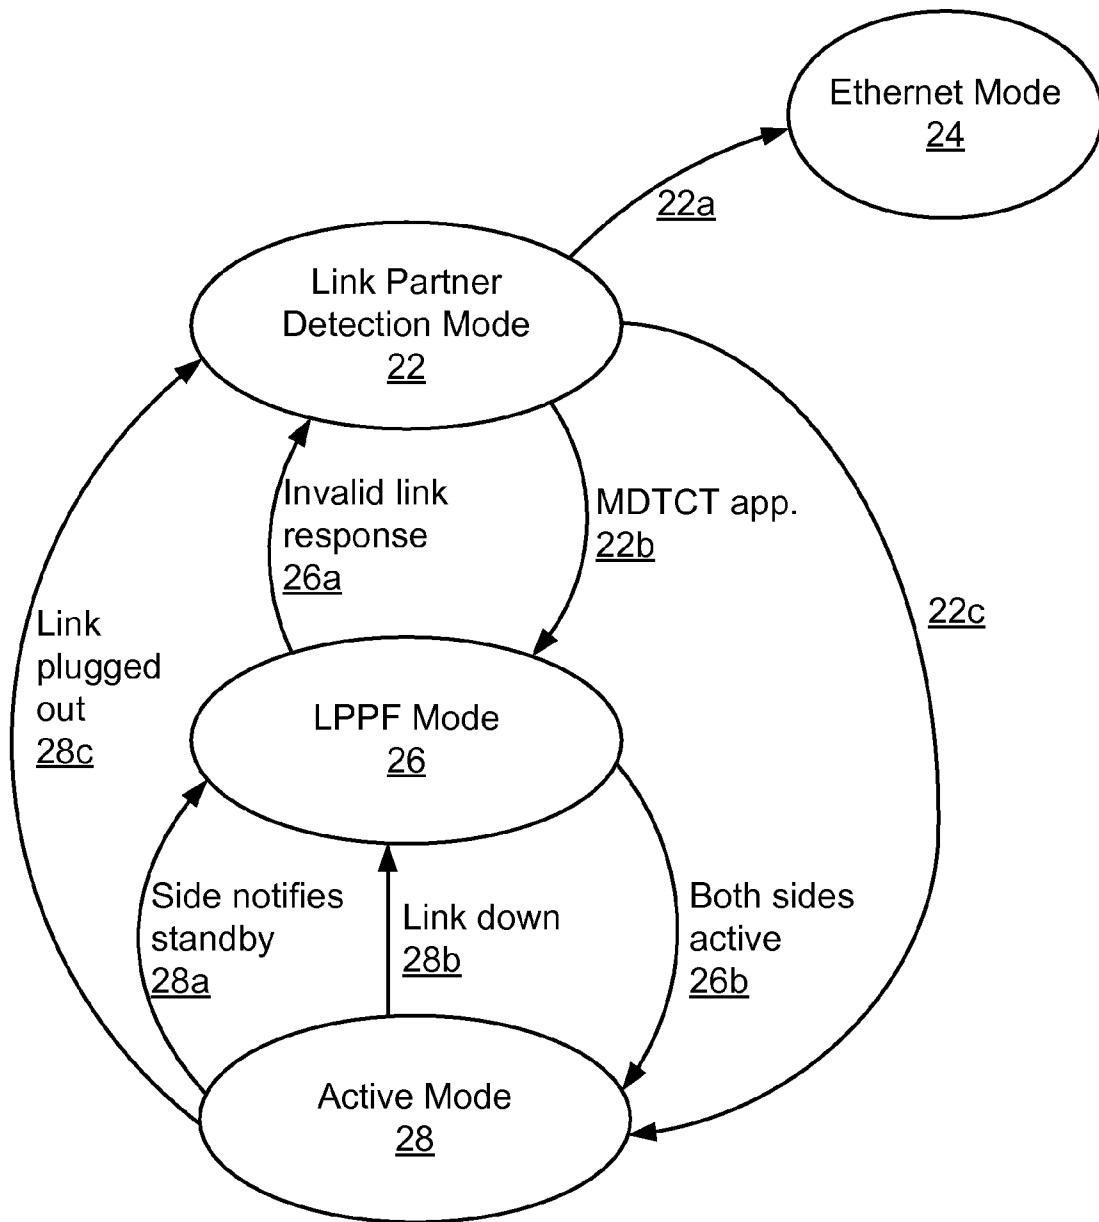 Ethernet Mode
24
22a
Link Partner
Detection Mode
22
Invalid link
response
26a
MDTCT app.
22b
22c
Link
plugged
out
28c
LPPF Mode
26
Side notifies
standby
28a
Link down
28b
Both sides
active
26b
Active Mode
28